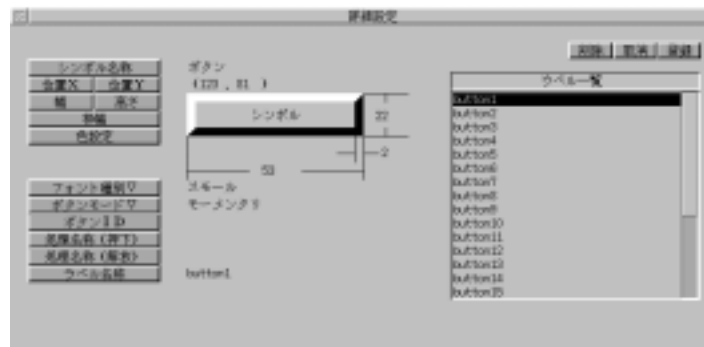 詳細設定
削除 取消 登録
シンボル名称
位置X 位置Y
幅 高さ
枠幅
色設定
ボタン
(123 , 81 )
シンボル
22
2
53
フォント種別▽
ボタンモード▽
ボタンID
処理名称(押下)
処理名称(解放)
ラベル名称
スモール
モーメンタリ
button1
ラベル一覧
button1
button2
button3
button4
button5
button6
button7
button8
button9
button10
button11
button12
button13
button14
button15